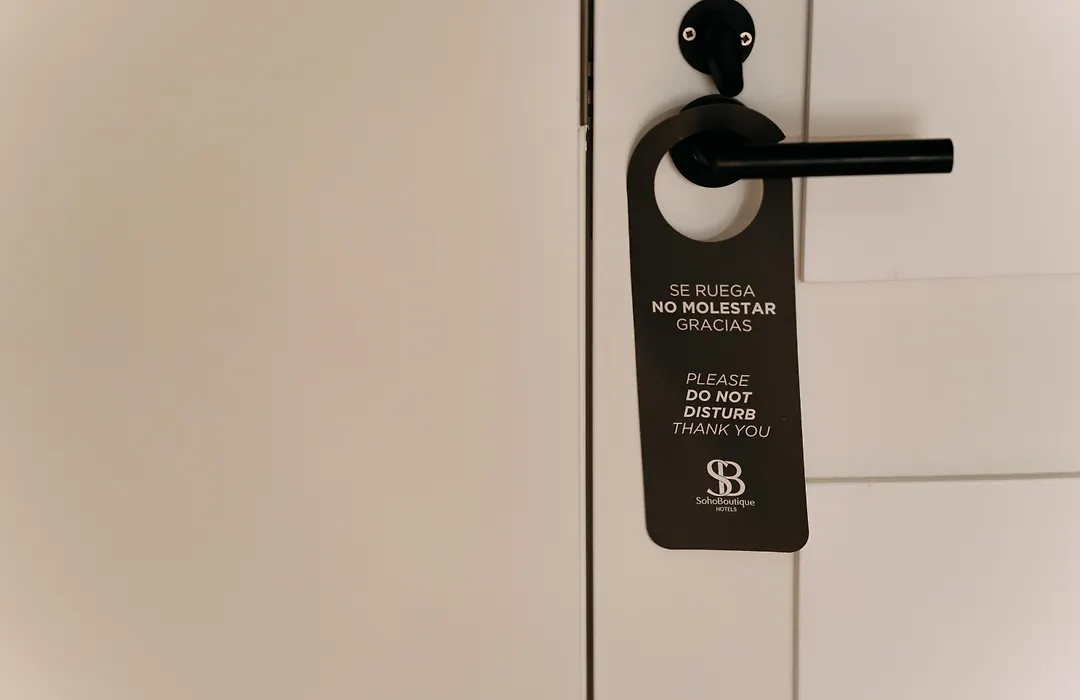 SE RUEGA
NO MOLESTAR
GRACIAS
PLEASE
DO NOT
DISTURB
THANK YOU
SB
SohoBoutique
HOTELS